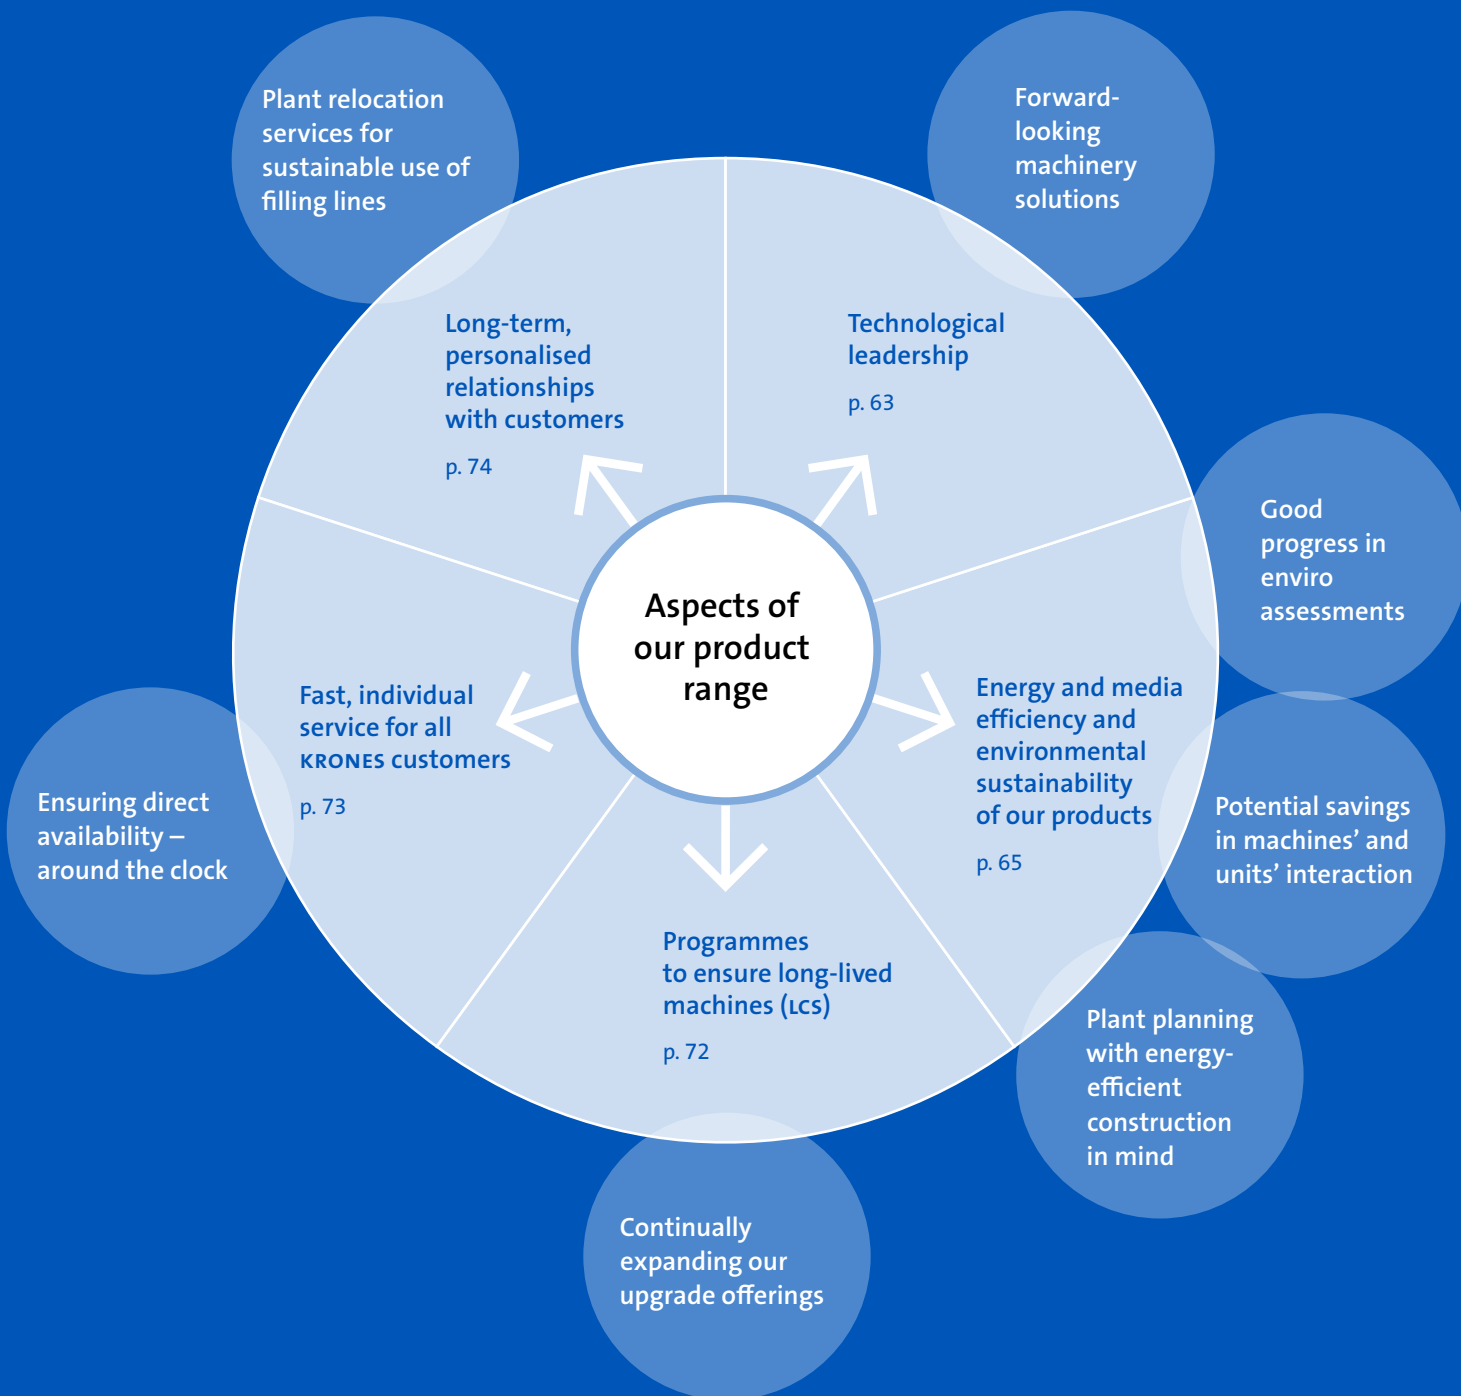 Plant relocation
services for
sustainable use of
filling lines
Forward-
looking
machinery
solutions
Long-term,
personalised
relationships
with customers
p. 74
Technological
leadership
p. 63
Good
progress in
enviro
assessments
Aspects of
our product
range
Fast, individual
service for all
KRONES customers
p. 73
Energy and media
efficiency and
environmental
sustainability
of our products
p. 65
Ensuring direct
availability –
around the clock
Potential savings
in machines’ and
units’ interaction
Programmes
to ensure long-lived
machines (LCS)
p. 72
Plant planning
with energy-
efficient
construction
in mind
Continually
expanding our
upgrade offerings